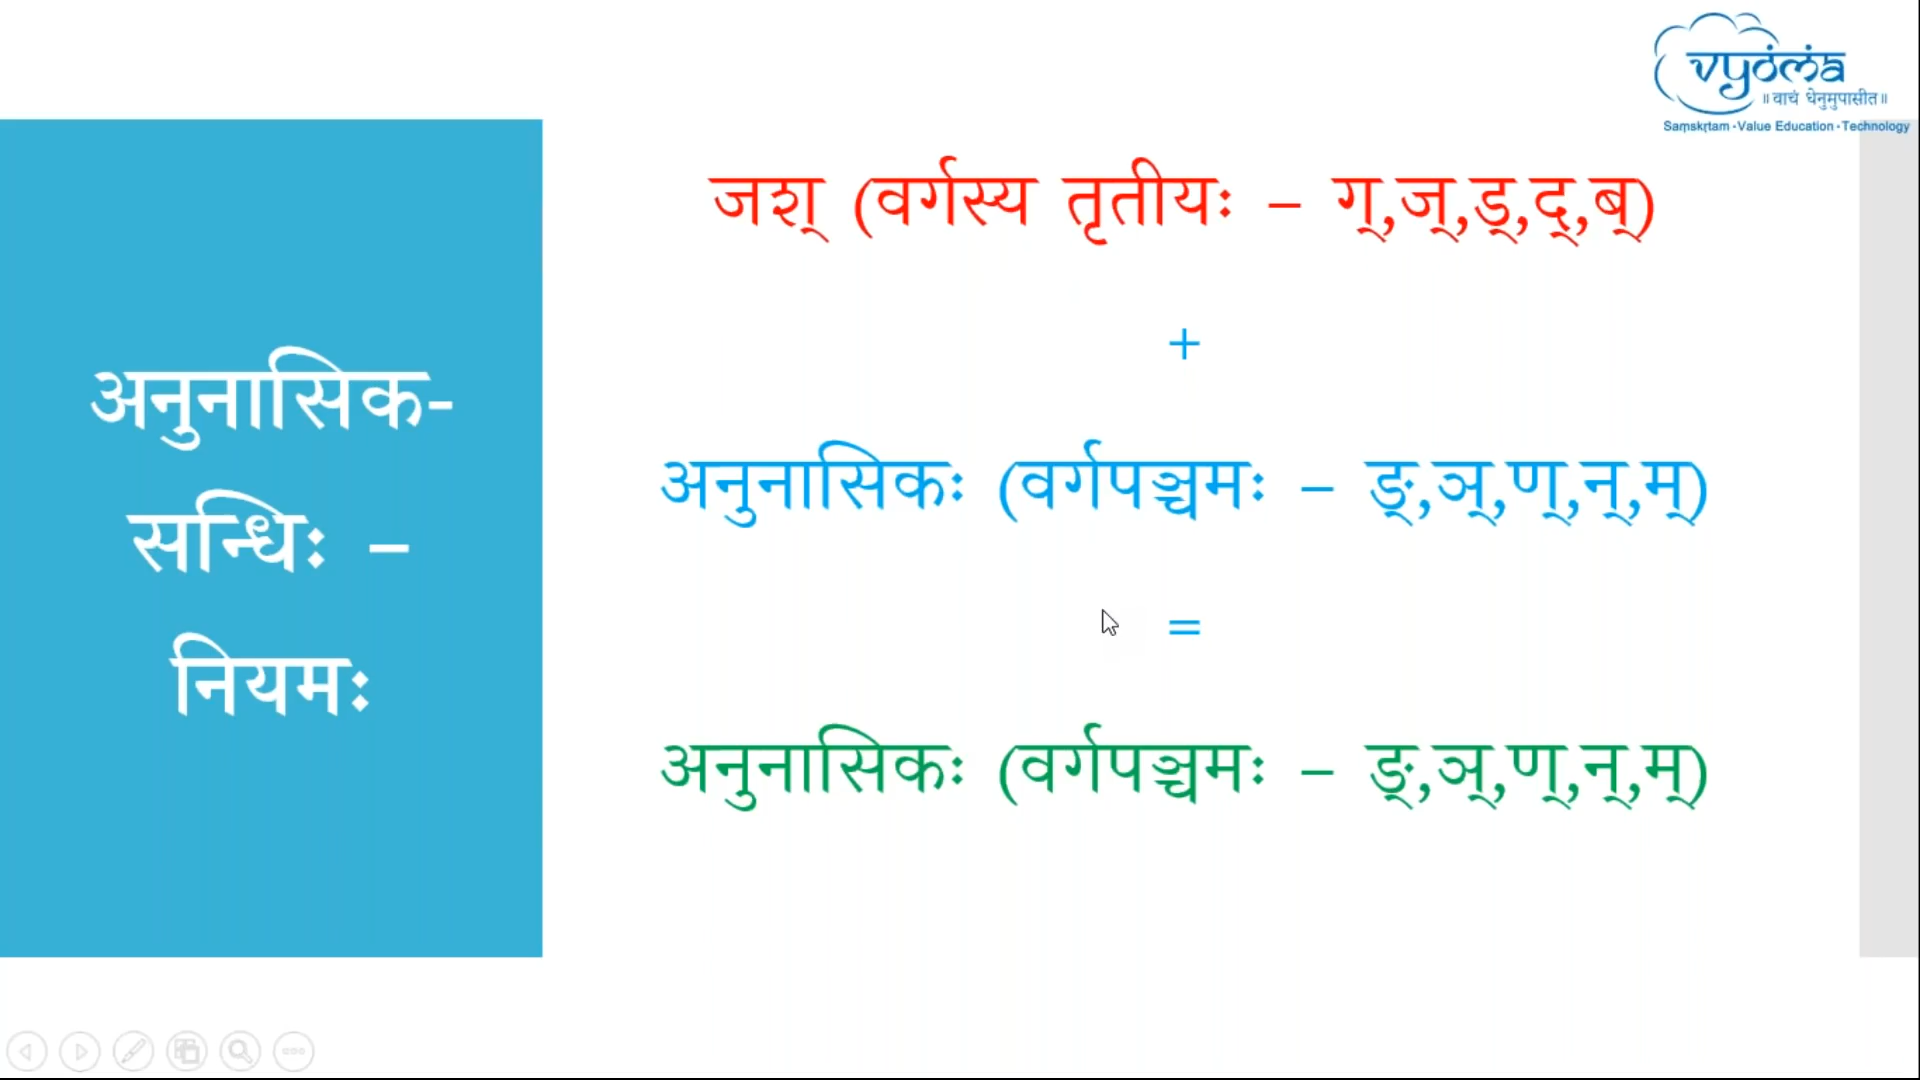 vyoma
॥ वाचं धेनुमुपासीत॥
Saṃskṛtam - Value Education - Technology
अनुनासिक-
सन्धिः –
नियमः
जश् (वर्गस्य तृतीयः – ग्,ज्,ड्,द्,ब्)
+
अनुनासिकः (वर्गपञ्चमः – ङ्,ञ्,ण्,न्,म्)
=
अनुनासिकः (वर्गपञ्चमः – ङ्,ञ्,ण्,न्,म्)